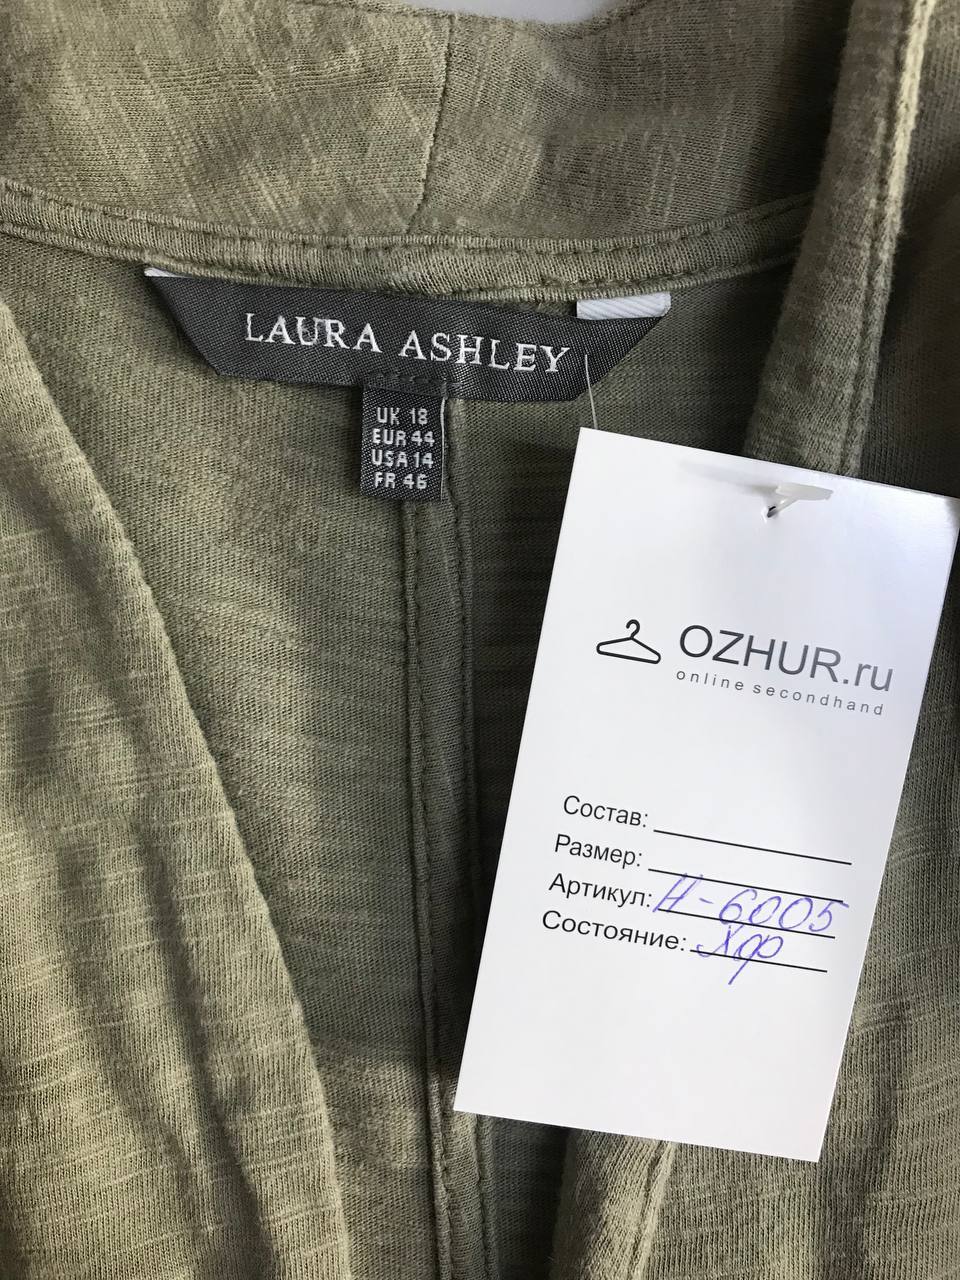 LAURA ASHLEY
UK 18
EUR 44
USA 14
FR 46
OZHUR.ru
online secondhand
Состав:
Размер:
Артикул: Н-6005
Состояние: Хор